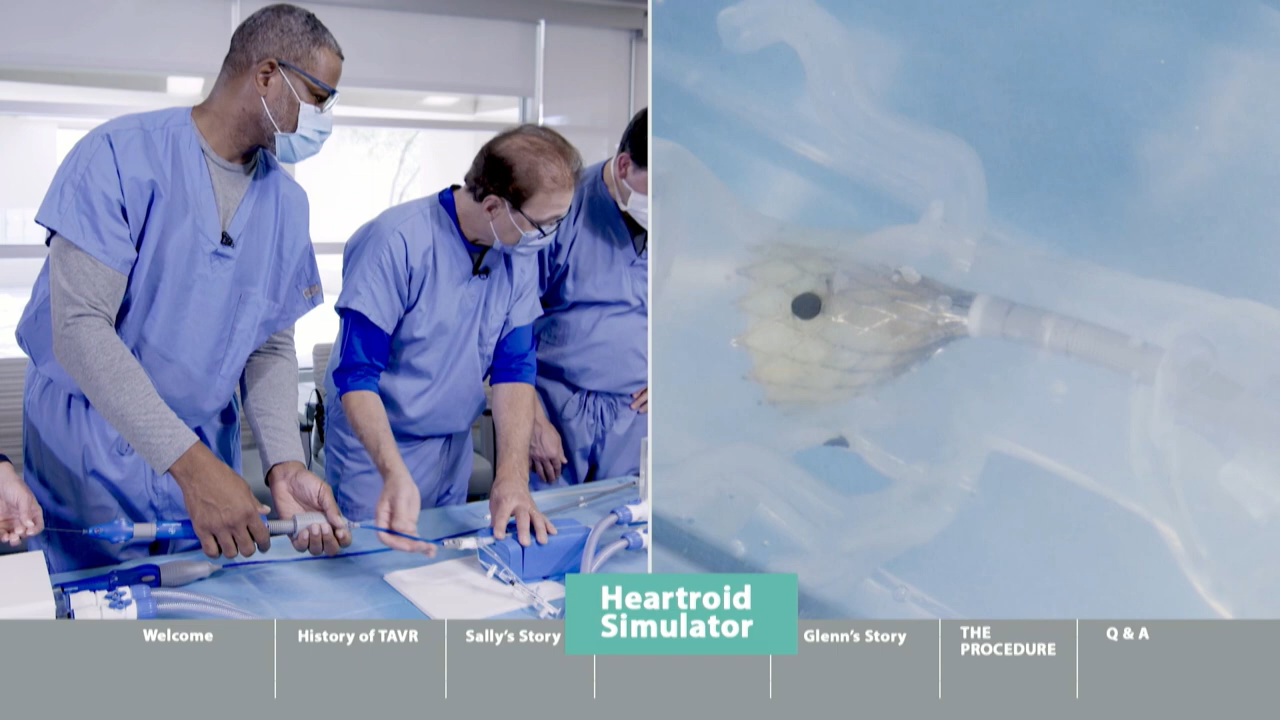 Welcome
History of TAVR
Sally's Story
Heartroid
Simulator
Glenn's Story
THE
PROCEDURE
Q & A